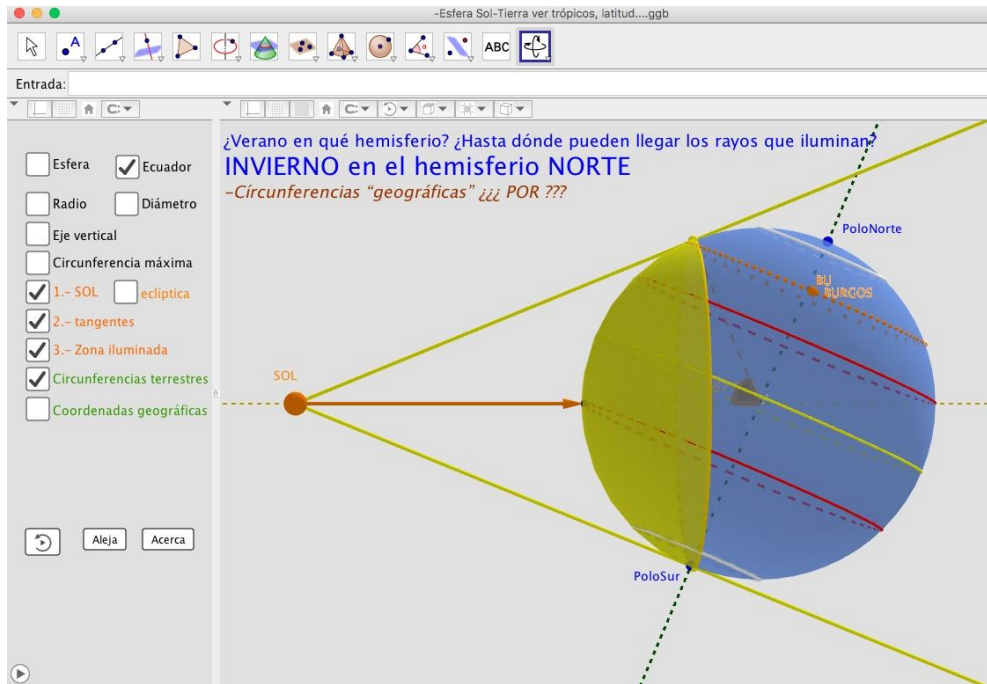 -Esfera Sol-Tierra ver trópicos, latitud....ggb
ABC
Entrada:
¿Verano en qué hemisferio? ¿Hasta dónde pueden llegar los rayos que iluminan?
INVIERNO en el hemisferio NORTE
-Circunferencias “geográficas” ¿¿¿ POR ???
Esfera
Ecuador
Radio
Diámetro
Eje vertical
Circunferencia máxima
1.- SOL
eclíptica
2.- tangentes
3.- Zona iluminada
Circunferencias terrestres
Coordenadas geográficas
Aleja
Acerca
SOL
PoloNorte
BU
BURGOS
PoloSur